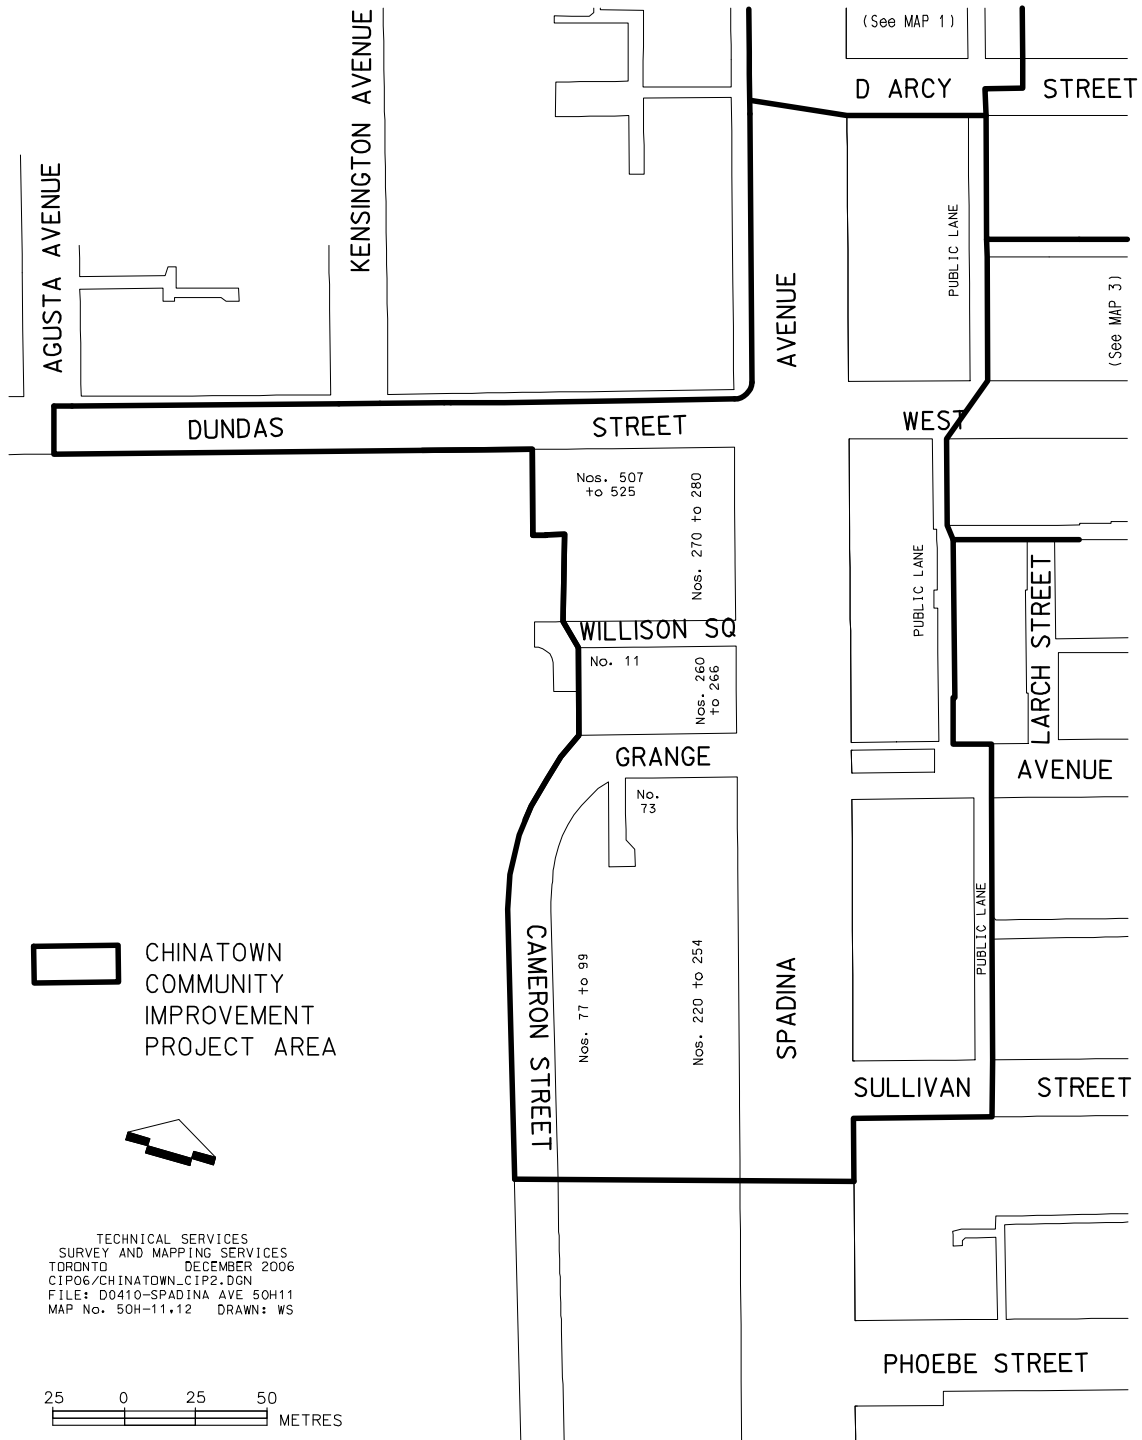 (See MAP 1)
D ARCY STREET
KENSINGTON AVENUE
AGUSTA AVENUE
PUBLIC LANE
AVENUE
(See MAP 3)
DUNDAS STREET WEST
Nos. 507
to 525
Nos. 270 to 280
PUBLIC LANE
LARCH STREET
WILLISON SQ
No. 11
Nos. 260
to 266
GRANGE AVENUE
No.
73
CAMERON STREET
Nos. 77 to 99
Nos. 220 to 254
SPADINA
PUBLIC LANE
CHINATOWN
COMMUNITY
IMPROVEMENT
PROJECT AREA
SULLIVAN STREET
TECHNICAL SERVICES
SURVEY AND MAPPING SERVICES
TORONTO DECEMBER 2006
CIP06/CHINATOWN_CIP2.DGN
FILE: D0410-SPADINA AVE 50H11
MAP No. 50H-11,12 DRAWN: WS
PHOEBE STREET
25 0 25 50
METRES